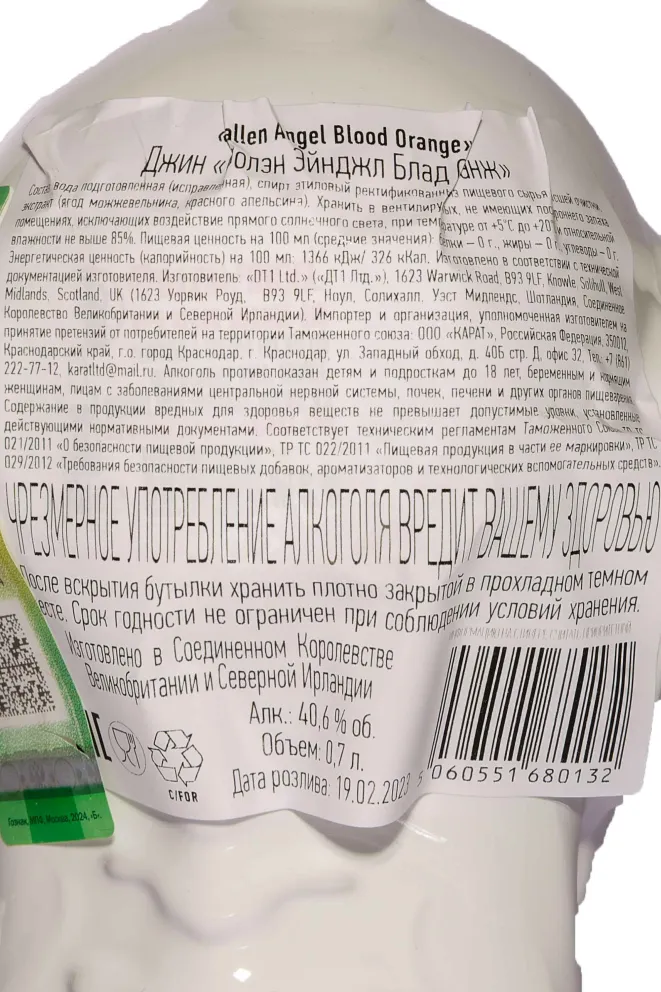 allen Angel Blood Orange»
Джин « олэн Эйнджл Блад анж»
Состав: вода подготовленная (исправленная), спирт этиловый ректификованный из пищевого сырья высшей очистки,
экстракт (ягод можжевельника, красного апельсина). Хранить в вентилируемых, не имеющих постороннего запаха
помещениях, исключающих воздействие прямого солнечного света, при температуре от +5°С до +20° и относительной
влажности не выше 85%. Пищевая ценность на 100 мл (средние значения): белки – 0 г., жиры – 0 г., углеводы – 0 г.
Энергетическая ценность (калорийность) на 100 мл: 1366 кДж/ 326 кКал. Изготовлено в соответствии с технической
документацией изготовителя. Изготовитель: «DT1 Ltd.» («ДТ1 Лтд.»), 1623 Warwick Road, B93 9LF, Knowle, Solihull, West
Midlands, Scotland, UK (1623 Уорвик Роуд, B93 9LF, Ноул, Солихалл, Уэст Мидлендс, Шотландия, Соединенное
Королевство Великобритании и Северной Ирландии). Импортер и организация, уполномоченная изготовителем на
принятие претензий от потребителей на территории Таможенного союза: ООО «КАРАТ», Российская Федерация, 350012,
Краснодарский край, г.о. город Краснодар, г. Краснодар, ул. Западный обход, д. 40Б стр. Д, офис 32, Тел.: +7 (861)
222-77-12, karatltd@mail.ru. Алкоголь противопоказан детям и подросткам до 18 лет, беременным и кормящим
женщинам, лицам с заболеваниями центральной нервной системы, почек, печени и других органов пищеварения.
Содержание в продукции вредных для здоровья веществ не превышает допустимые уровни, установленные
действующими нормативными документами. Соответствует техническим регламентам Таможенного Союза ТР ТС
021/2011 «О безопасности пищевой продукции», ТР ТС 022/2011 «Пищевая продукция в части ее маркировки», ТР ТС
029/2012 «Требования безопасности пищевых добавок, ароматизаторов и технологических вспомогательных средств».
ЧРЕЗМЕРНОЕ УПОТРЕБЛЕНИЕ АЛКОГОЛЯ ВРЕДИТ ВАШЕМУ ЗДОРОВЬЮ
После вскрытия бутылки хранить плотно закрытой в прохладном темном
месте. Срок годности не ограничен при соблюдении условий хранения.
Изготовлено в Соединенном Королевстве
Великобритании и Северной Ирландии
Алк.: 40,6 % об.
Объем: 0,7 л.
Дата розлива: 19.02.2023
C/FOR
5 060551 680132
Гознак, МПФ, Москва, 2024, «Б».